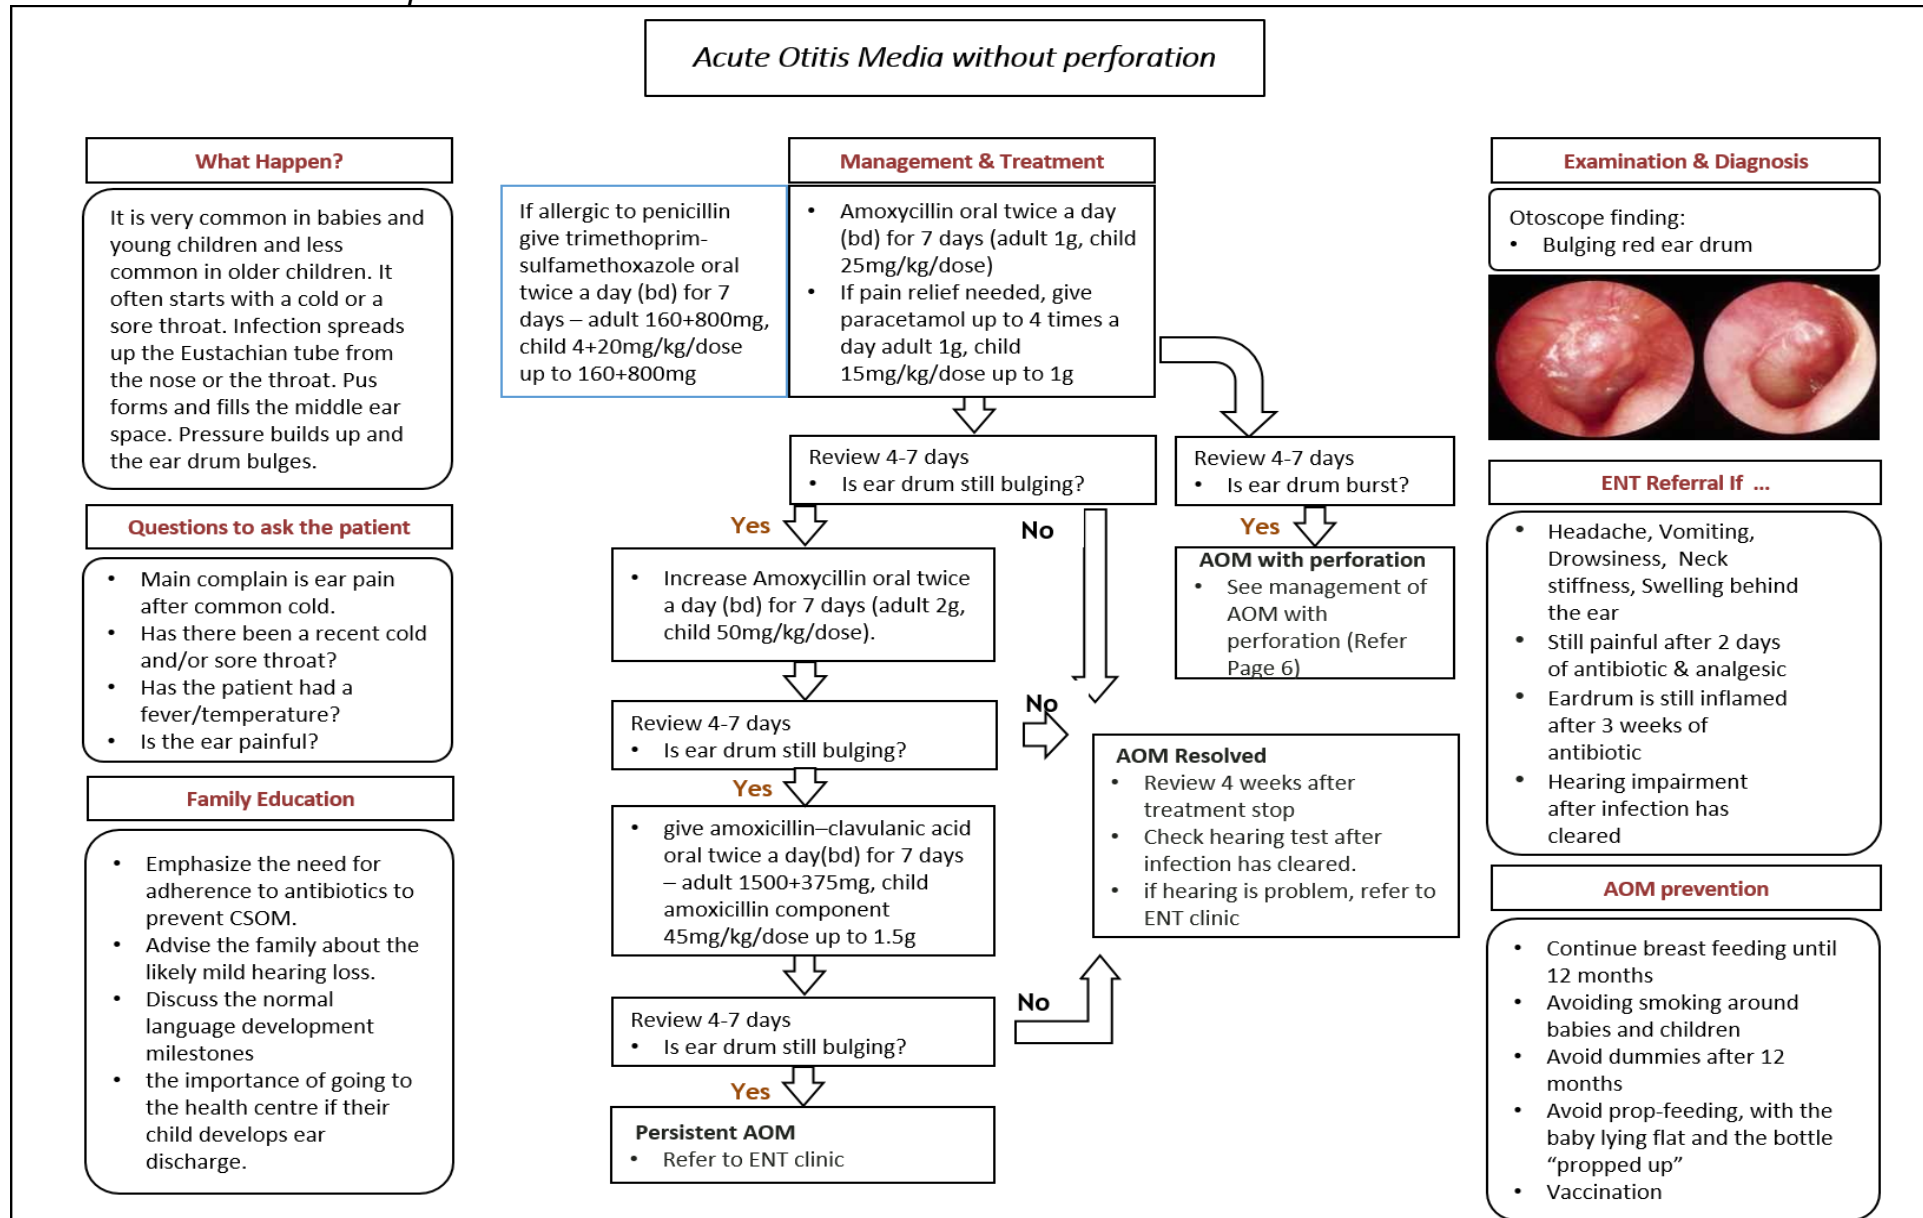 Acute Otitis Media without perforation
What Happen?
It is very common in babies and
young children and less
common in older children. It
often starts with a cold or a
sore throat. Infection spreads
up the Eustachian tube from
the nose or the throat. Pus
forms and fills the middle ear
space. Pressure builds up and
the ear drum bulges.
Questions to ask the patient
• Main complain is ear pain
after common cold.
• Has there been a recent cold
and/or sore throat?
• Has the patient had a
fever/temperature?
• Is the ear painful?
Family Education
• Emphasize the need for
adherence to antibiotics to
prevent CSOM.
• Advise the family about the
likely mild hearing loss.
• Discuss the normal
language development
milestones
• the importance of going to
the health centre if their
child develops ear
discharge.
Management & Treatment
If allergic to penicillin
give trimethoprim-
sulfamethoxazole oral
twice a day (bd) for 7
days – adult 160+800mg,
child 4+20mg/kg/dose
up to 160+800mg
• Amoxycillin oral twice a day
(bd) for 7 days (adult 1g, child
25mg/kg/dose)
• If pain relief needed, give
paracetamol up to 4 times a
day adult 1g, child
15mg/kg/dose up to 1g
Review 4-7 days
• Is ear drum still bulging?
Review 4-7 days
• Is ear drum burst?
Yes
No
Yes
• Increase Amoxycillin oral twice
a day (bd) for 7 days (adult 2g,
child 50mg/kg/dose).
AOM with perforation
• See management of
AOM with
perforation (Refer
Page 6)
Review 4-7 days
• Is ear drum still bulging?
No
Yes
• give amoxicillin–clavulanic acid
oral twice a day(bd) for 7 days
– adult 1500+375mg, child
amoxicillin component
45mg/kg/dose up to 1.5g
AOM Resolved
• Review 4 weeks after
treatment stop
• Check hearing test after
infection has cleared.
• if hearing is problem, refer to
ENT clinic
Review 4-7 days
• Is ear drum still bulging?
No
Yes
Persistent AOM
• Refer to ENT clinic
Examination & Diagnosis
Otoscope finding:
• Bulging red ear drum
ENT Referral If ...
• Headache, Vomiting,
Drowsiness, Neck
stiffness, Swelling behind
the ear
• Still painful after 2 days
of antibiotic & analgesic
• Eardrum is still inflamed
after 3 weeks of
antibiotic
• Hearing impairment
after infection has
cleared
AOM prevention
• Continue breast feeding until
12 months
• Avoiding smoking around
babies and children
• Avoid dummies after 12
months
• Avoid prop-feeding, with the
baby lying flat and the bottle
“propped up”
• Vaccination